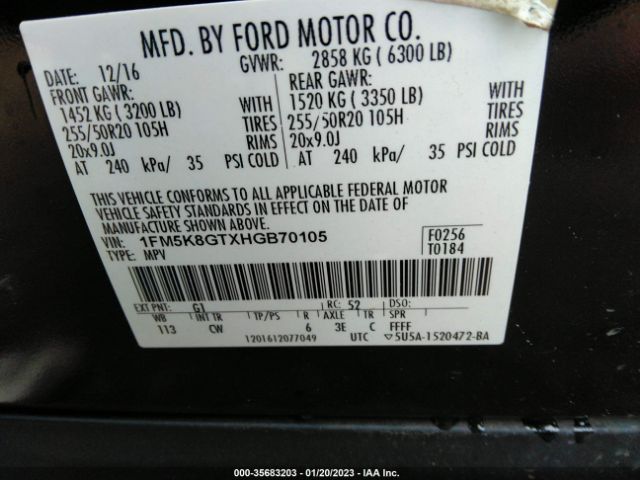 MFD. BY FORD MOTOR CO.
DATE: 12/16 GVWR: 2858 KG ( 6300 LB)
FRONT GAWR: REAR GAWR:
1452 KG ( 3200 LB) WITH 1520 KG ( 3350 LB) WITH
255/50R20 105H TIRES 255/50R20 105H TIRES
20x9.0J RIMS 20x9.0J RIMS
AT 240 kPa/ 35 PSI COLD AT 240 kPa/ 35 PSI COLD
THIS VEHICLE CONFORMS TO ALL APPLICABLE FEDERAL MOTOR
VEHICLE SAFETY STANDARDS IN EFFECT ON THE DATE OF
MANUFACTURE SHOWN ABOVE.
VIN: 1FM5K8GTXHGB70105 F0256
TYPE: MPV T0184
EXT PNT: G1 RC: 52 DSO:
WB INT TR TP/PS R AXLE TR SPR
113 CW 6 3E C FFFF
1201612077049 UTC ▽5U5A-1520472-BA
000-35683203 - 01/20/2023 - IAA Inc.